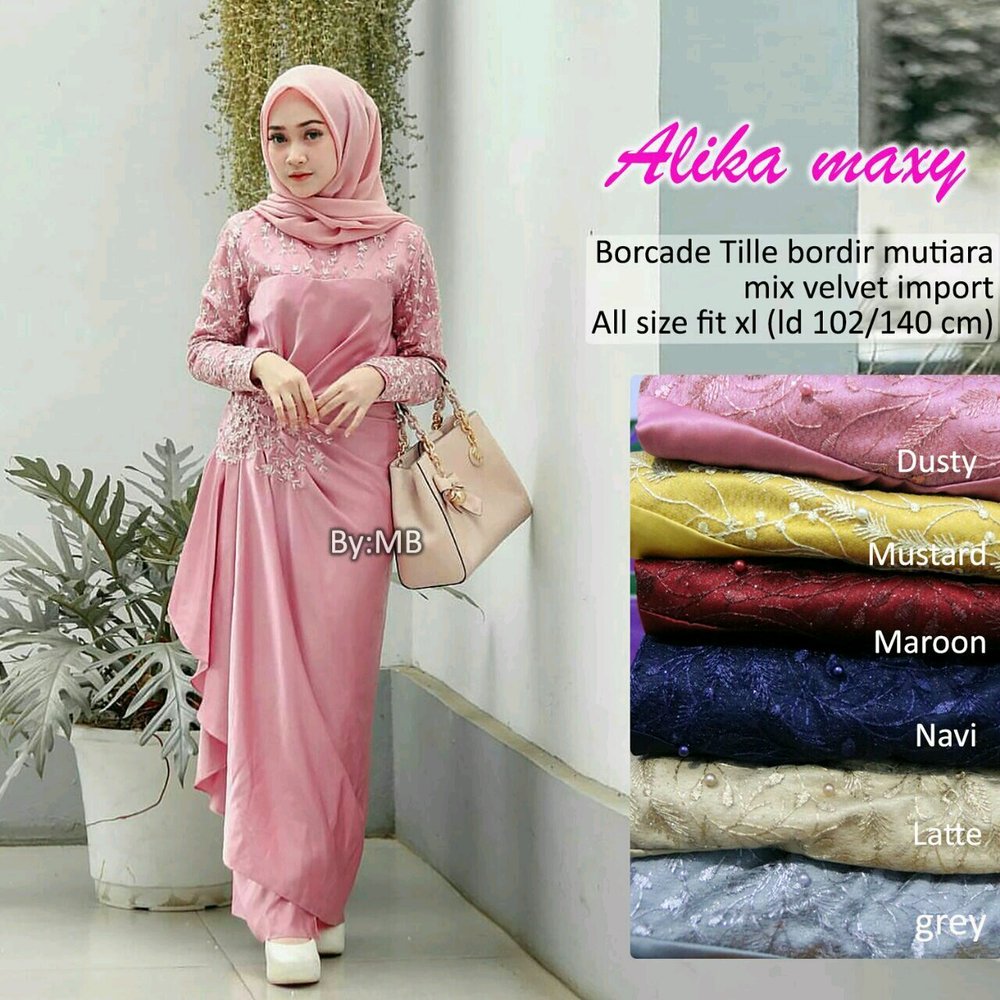 Alika maxy
Borcade Tille bordir mutiara
mix velvet import
All size fit xl (ld 102/140 cm)
By:MB
Dusty
Mustard
Maroon
Navi
Latte
grey